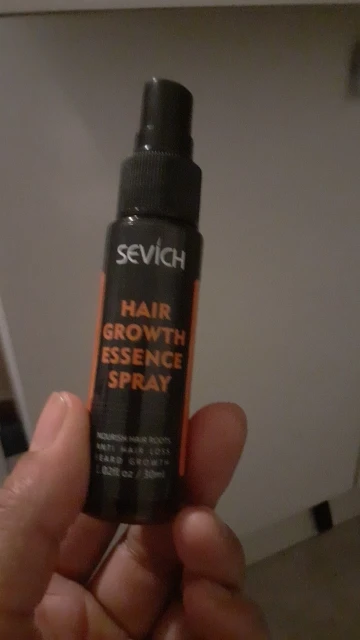 SEVICH
HAIR
GROWTH
ESSENCE
SPRAY
NOURISH HAIR ROOTS
ANTI HAIR LOSS
BEARD GROWTH
1.02fl oz / 30ml